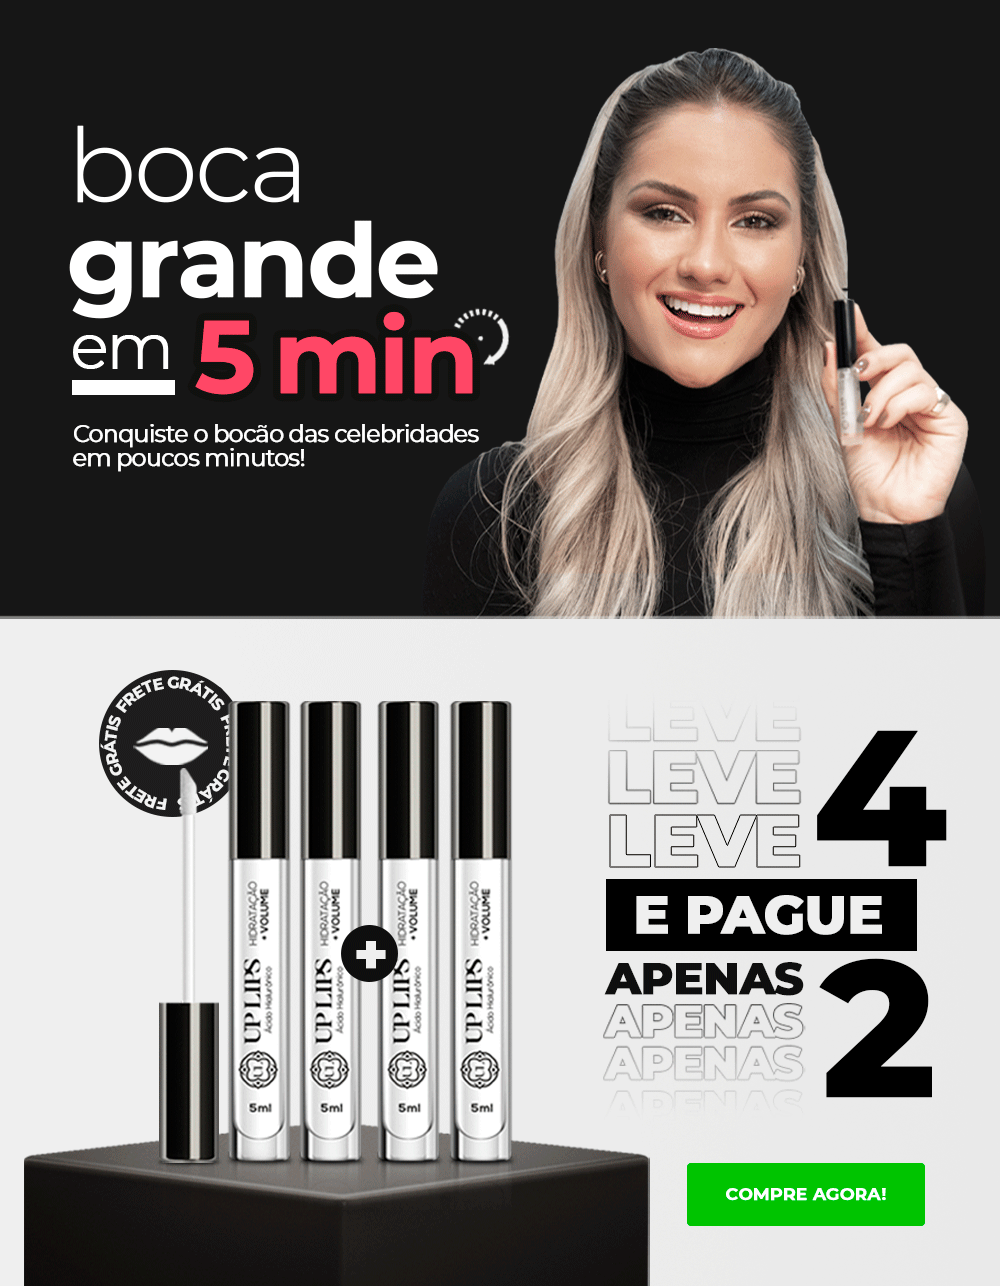 boca
grande
em 5 min
Conquiste o bocão das celebridades
em poucos minutos!
FRETE GRÁTIS FRETE GRÁTIS FRETE GRÁTIS
HIDRATAÇÃO
+ VOLUME
UP LIPS
Ácido Hialurônico
5ml
HIDRATAÇÃO
+ VOLUME
UP LIPS
Ácido Hialurônico
5ml
+
HIDRATAÇÃO
+ VOLUME
UP LIPS
Ácido Hialurônico
5ml
HIDRATAÇÃO
+ VOLUME
UP LIPS
Ácido Hialurônico
5ml
LEVE
LEVE
LEVE 4
E PAGUE
APENAS 2
APENAS
APENAS
APENAS
COMPRE AGORA!